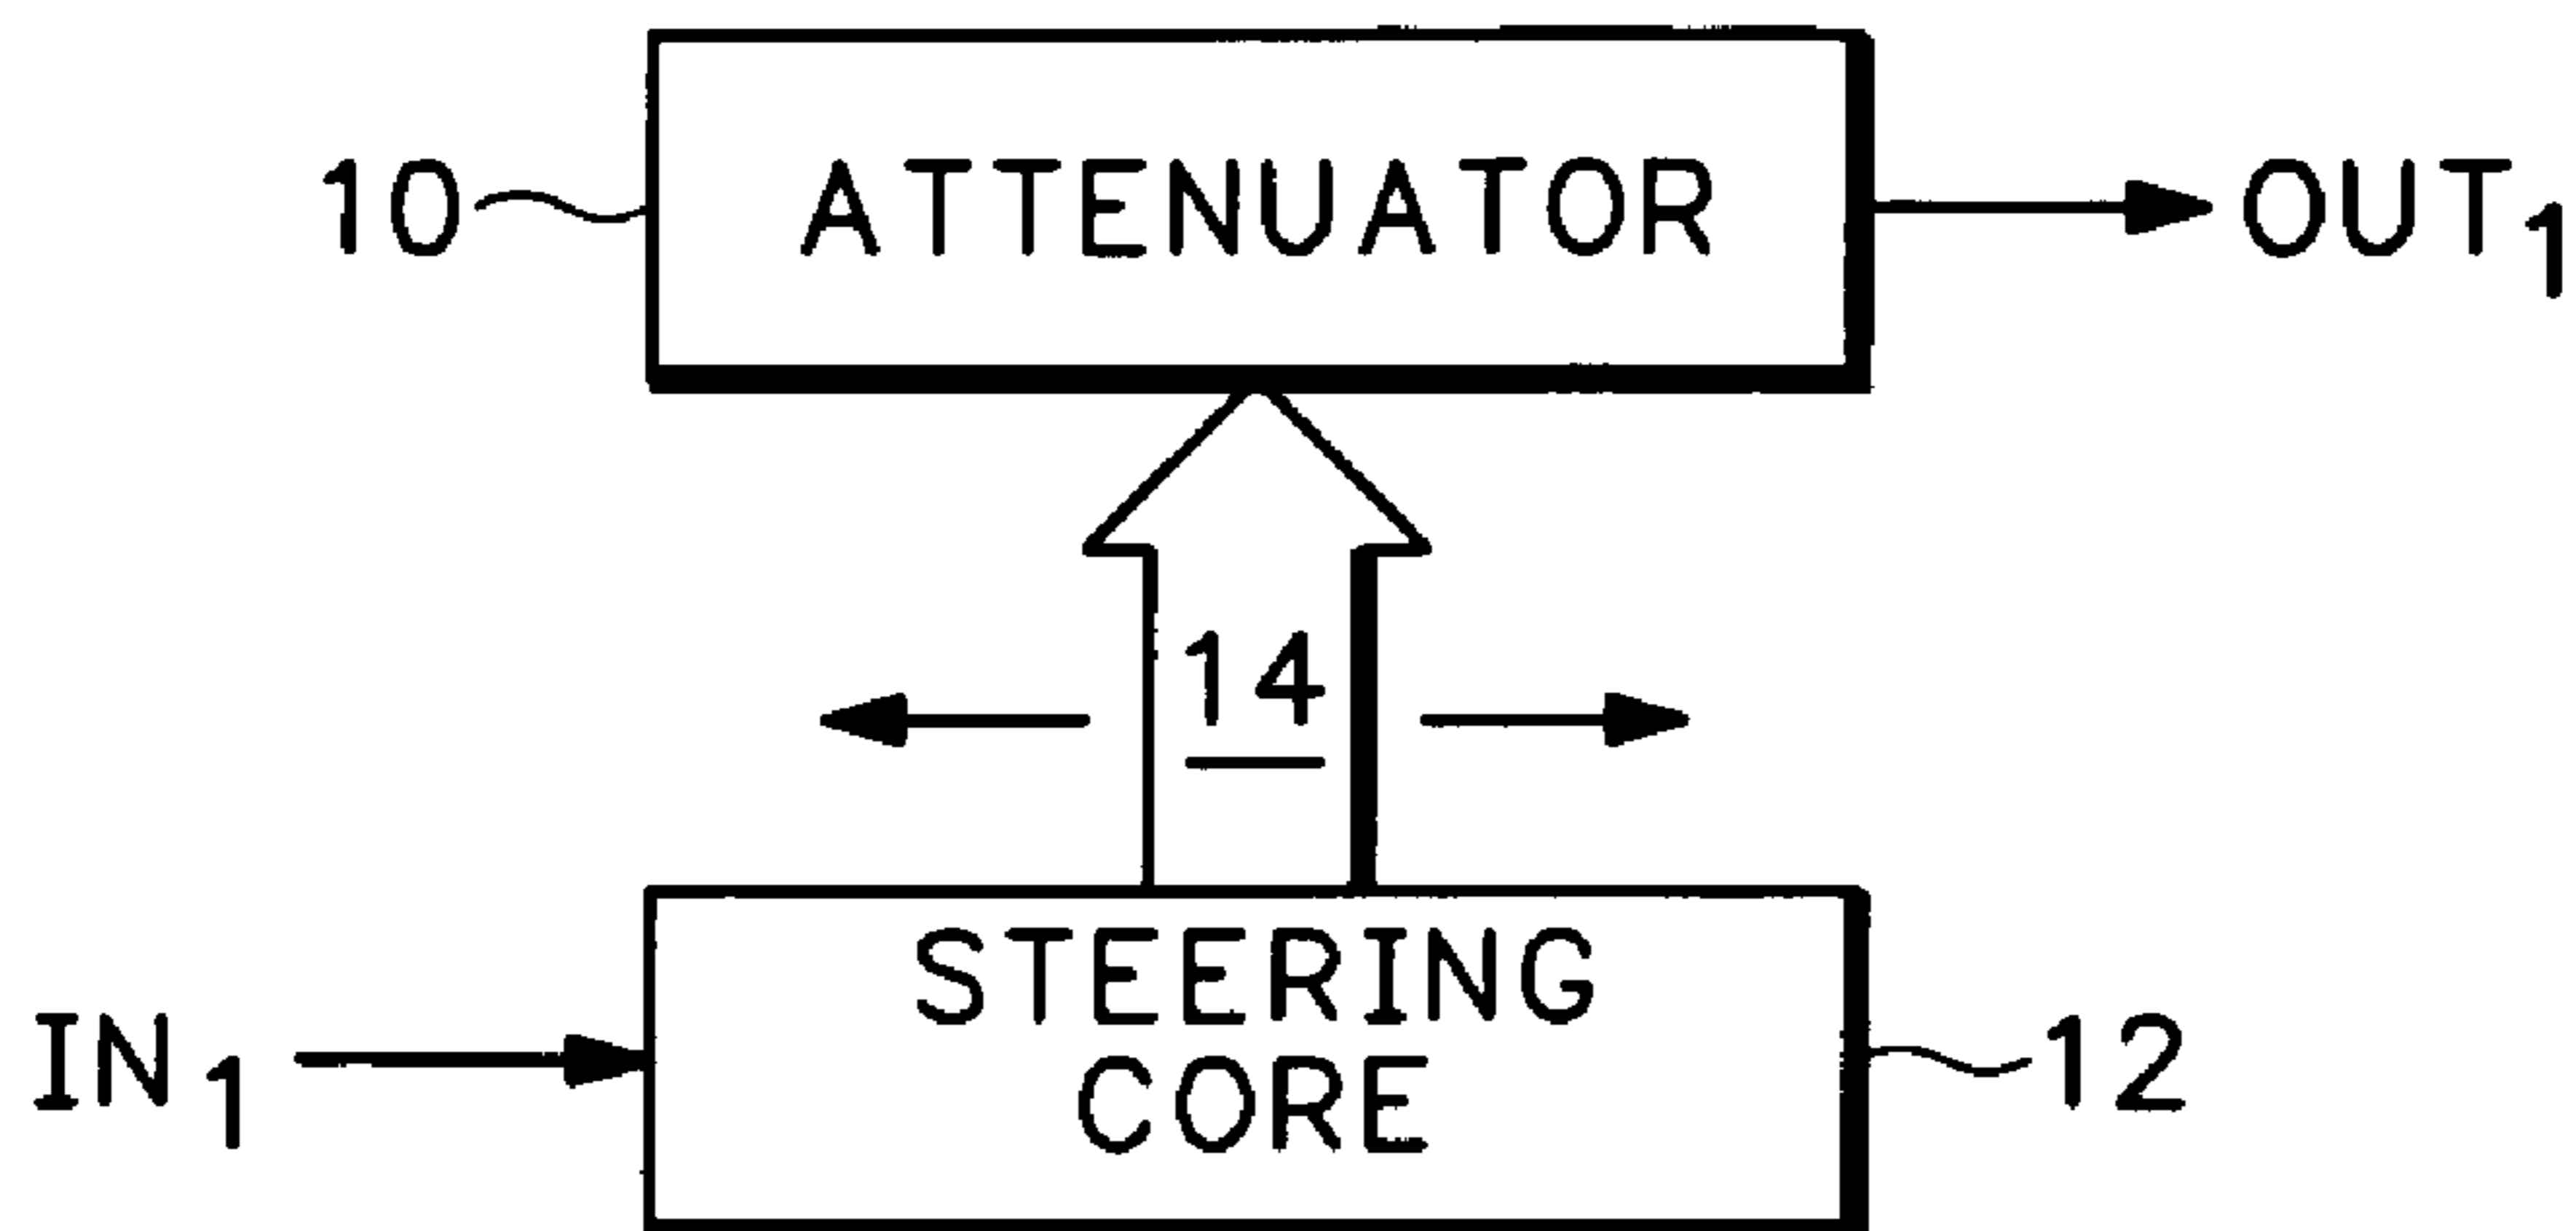 10
ATTENUATOR
OUT₁
14
STEERING
CORE
IN₁
12